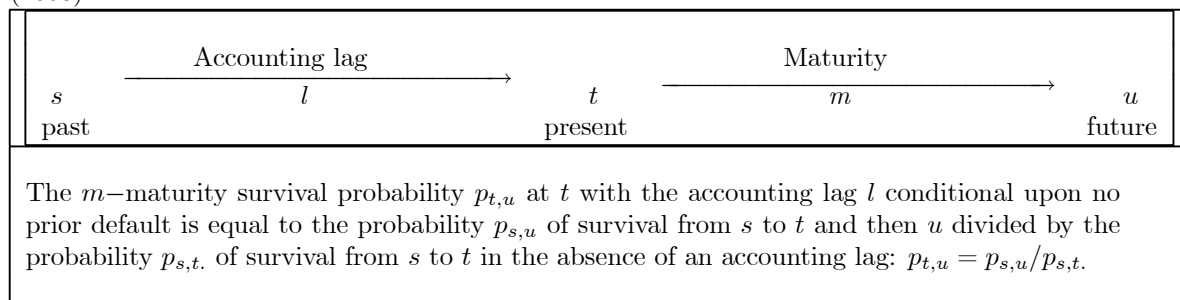 Accounting lag Maturity
s l t m u
past present future
The m−maturity survival probability p_{t,u} at t with the accounting lag l conditional upon no
prior default is equal to the probability p_{s,u} of survival from s to t and then u divided by the
probability p_{s,t.} of survival from s to t in the absence of an accounting lag: p_{t,u} = p_{s,u}/p_{s,t.}